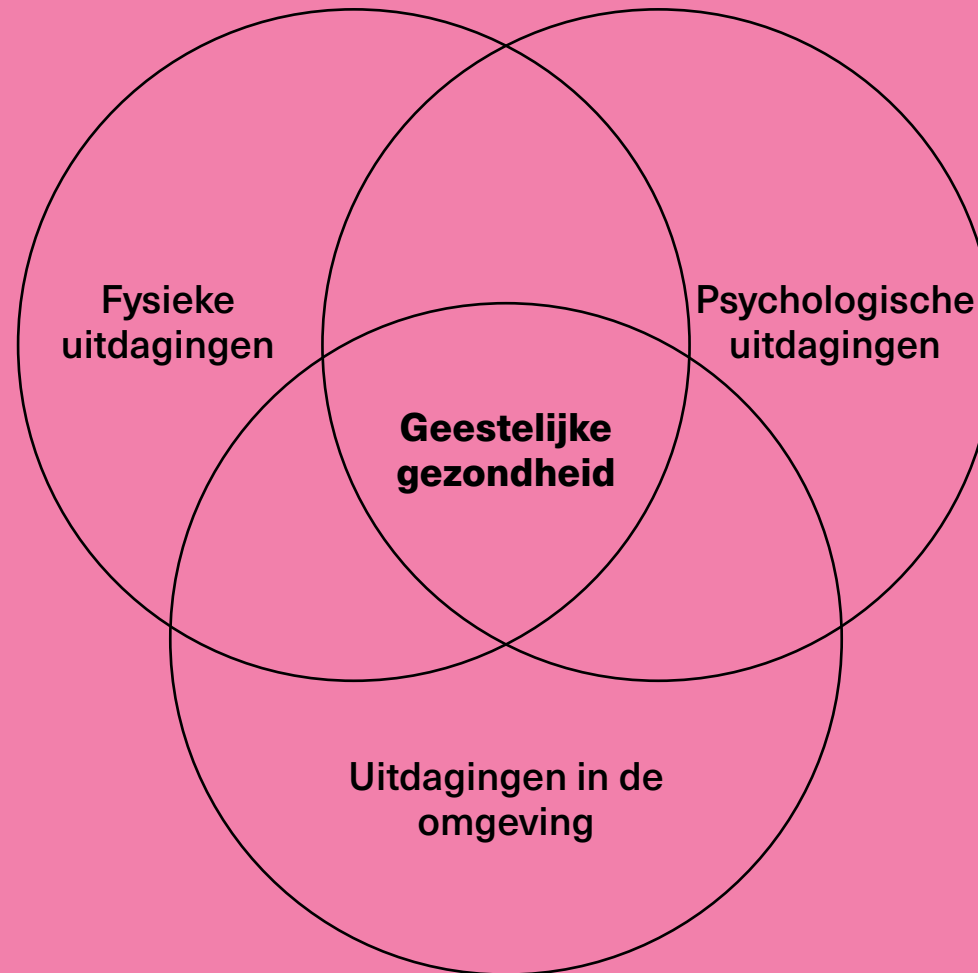 Fysieke
uitdagingen
Psychologische
uitdagingen
Geestelijke
gezondheid
Uitdagingen in de
omgeving